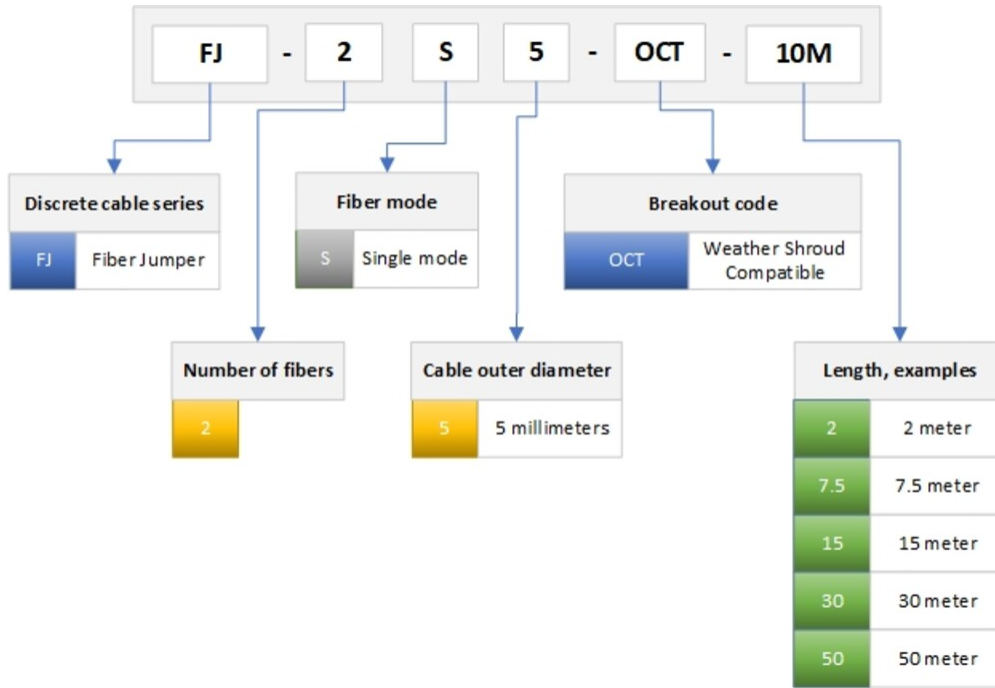 FJ - 2 S 5 - OCT - 10M
Discrete cable series
FJ Fiber Jumper
Fiber mode
S Single mode
Breakout code
OCT Weather Shroud
Compatible
Number of fibers
2
Cable outer diameter
5 5 millimeters
Length, examples
2 2 meter
7.5 7.5 meter
15 15 meter
30 30 meter
50 50 meter